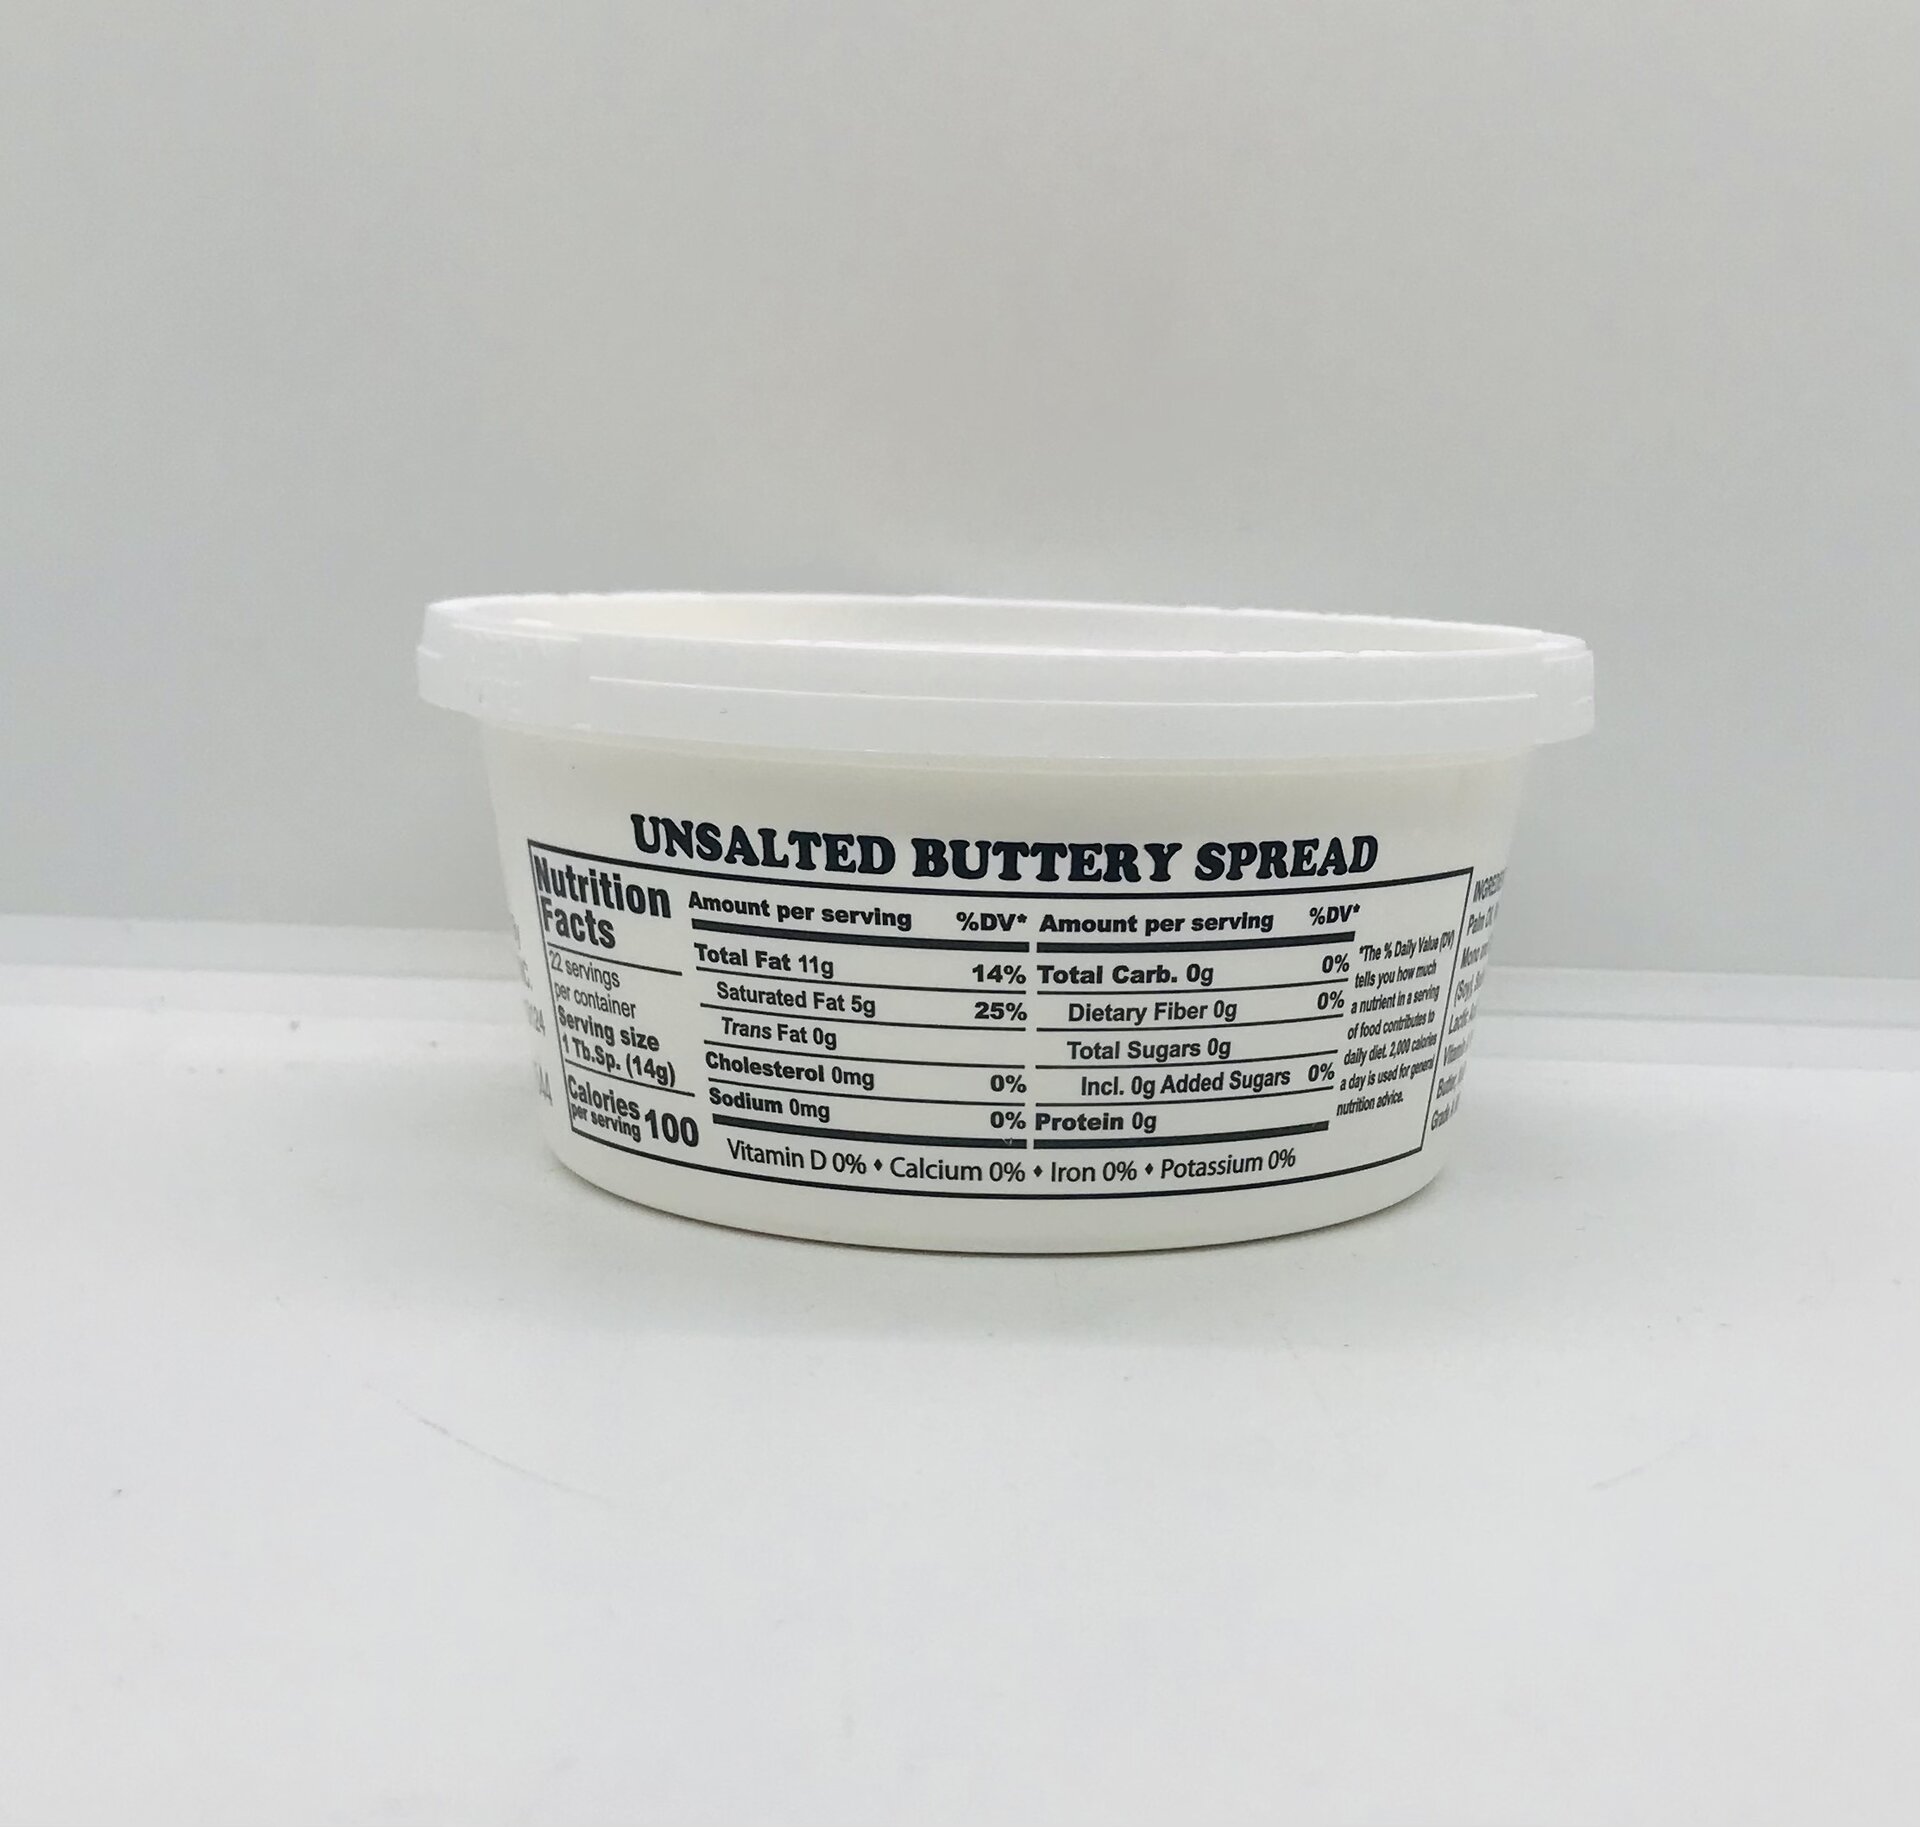 UNSALTED BUTTERY SPREAD
Nutrition
Facts
22 servings
per container
Serving size
1 Tb.Sp. (14g)
Calories
per serving 100
Amount per serving %DV*
Total Fat 11g 14%
Saturated Fat 5g 25%
Trans Fat 0g
Cholesterol 0mg 0%
Sodium 0mg 0%
Amount per serving %DV*
Total Carb. 0g 0%
Dietary Fiber 0g 0%
Total Sugars 0g
Incl. 0g Added Sugars 0%
Protein 0g
Vitamin D 0% ♦ Calcium 0% ♦ Iron 0% ♦ Potassium 0%
*The % Daily Value (DV)
tells you how much
a nutrient in a serving
of food contributes to
daily diet. 2,000 calories
a day is used for general
nutrition advice.
Palm
(Soy,